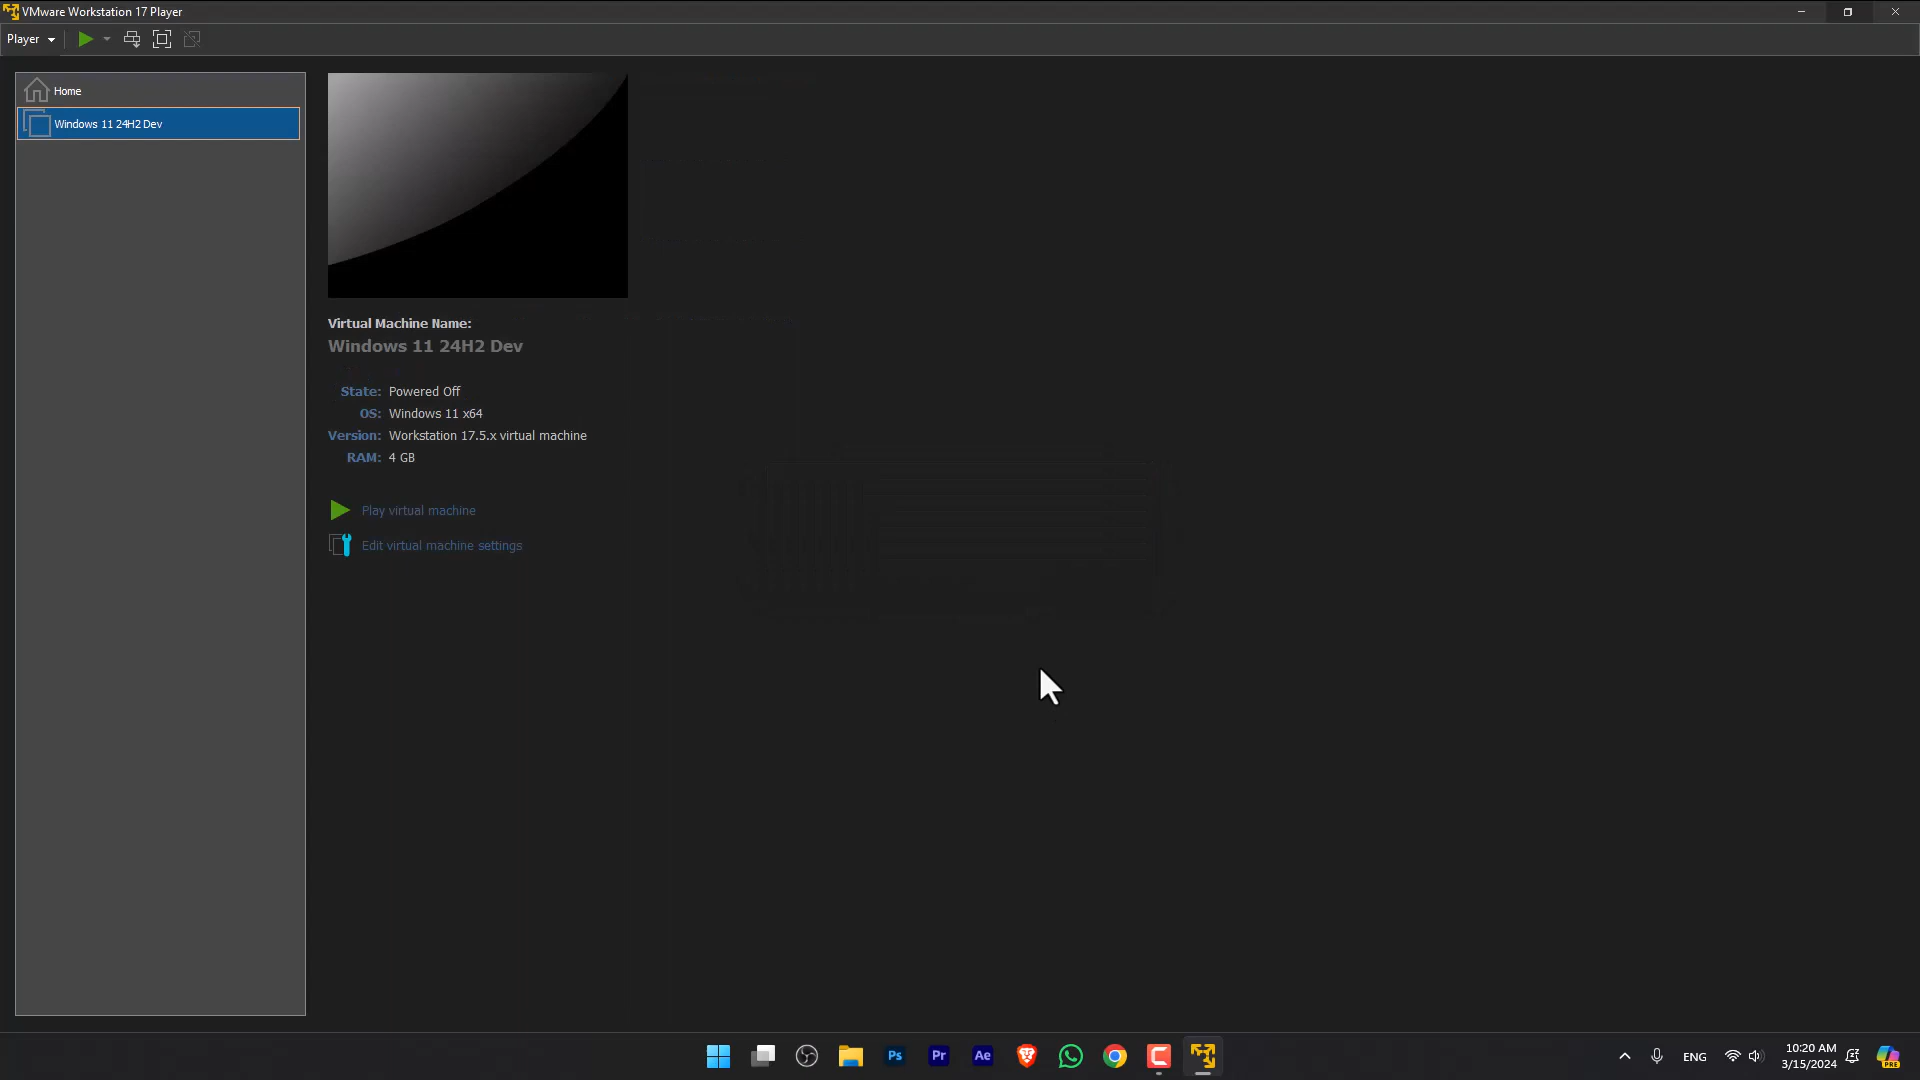 VMware Workstation 17 Player
Player
Home
Windows 11 24H2 Dev
Virtual Machine Name:
Windows 11 24H2 Dev
State: Powered Off
OS: Windows 11 x64
Version: Workstation 17.5.x virtual machine
RAM: 4 GB
Play virtual machine
Edit virtual machine settings
Ps
Pr
Ae
ENG
10:20 AM
3/15/2024
PRE